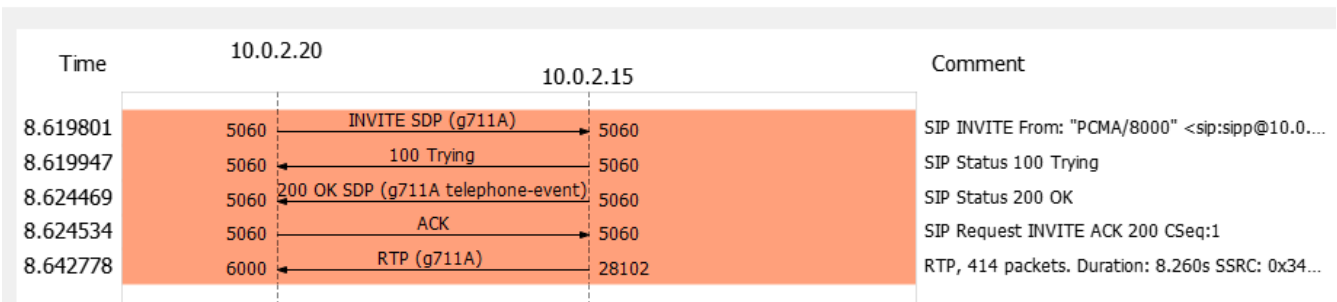 Time 10.0.2.20 10.0.2.15 Comment
8.619801 5060 INVITE SDP (g711A) 5060 SIP INVITE From: "PCMA/8000" <sip:sipp@10.0....
8.619947 5060 100 Trying 5060 SIP Status 100 Trying
8.624469 5060 200 OK SDP (g711A telephone-event) 5060 SIP Status 200 OK
8.624534 5060 ACK 5060 SIP Request INVITE ACK 200 CSeq:1
8.642778 6000 RTP (g711A) 28102 RTP, 414 packets. Duration: 8.260s SSRC: 0x34...